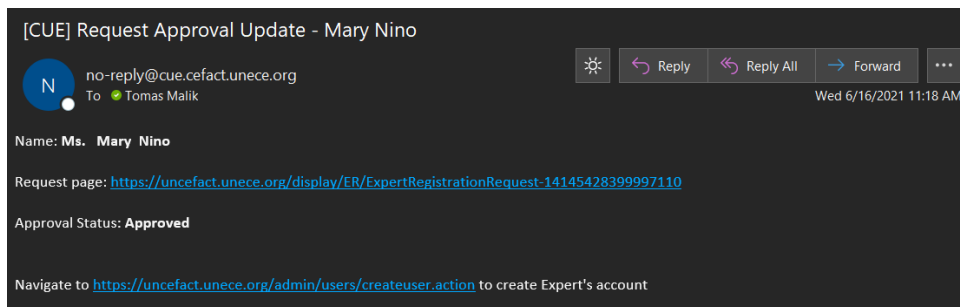 [CUE] Request Approval Update - Mary Nino
N
no-reply@cue.cefact.unece.org
To Tomas Malik
Reply
Reply All
Forward
Wed 6/16/2021 11:18 AM
Name: Ms. Mary Nino
Request page: https://uncefact.unece.org/display/ER/ExpertRegistrationRequest-14145428399997110
Approval Status: Approved
Navigate to https://uncefact.unece.org/admin/users/createuser.action to create Expert's account